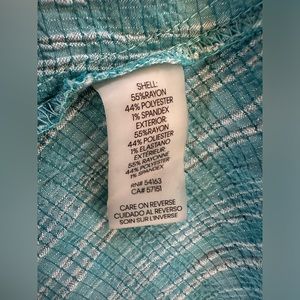 SHELL:
55%RAYON
44% POLYESTER
1% SPANDEX
EXTERIOR:
55%RAYON
44% POLIESTER
1% ELASTANO
EXTÉRIEUR:
55% RAYONNE
44% POLYESTER
1% SPANDEX
RN# 54163
CA# 57151
CARE ON REVERSE
CUIDADO AL REVERSO
SOIN SUR L'INVERSE